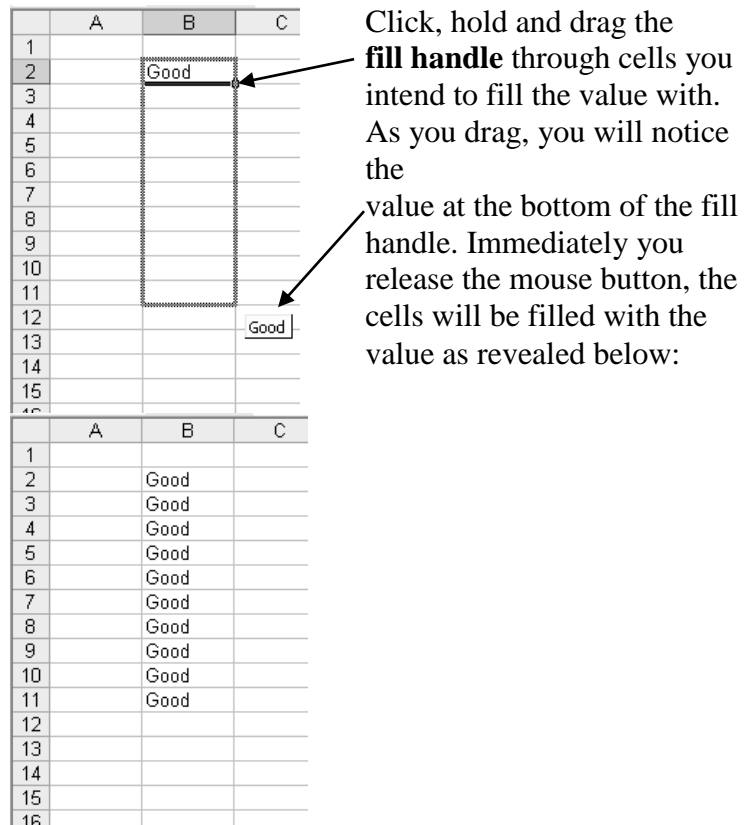 A B C
1
2 Good
3
4
5
6
7
8
9
10
11
12 Good
13
14
15
Click, hold and drag the
fill handle through cells you
intend to fill the value with.
As you drag, you will notice
the
value at the bottom of the fill
handle. Immediately you
release the mouse button, the
cells will be filled with the
value as revealed below:
A B C
1
2 Good
3 Good
4 Good
5 Good
6 Good
7 Good
8 Good
9 Good
10 Good
11 Good
12
13
14
15
16